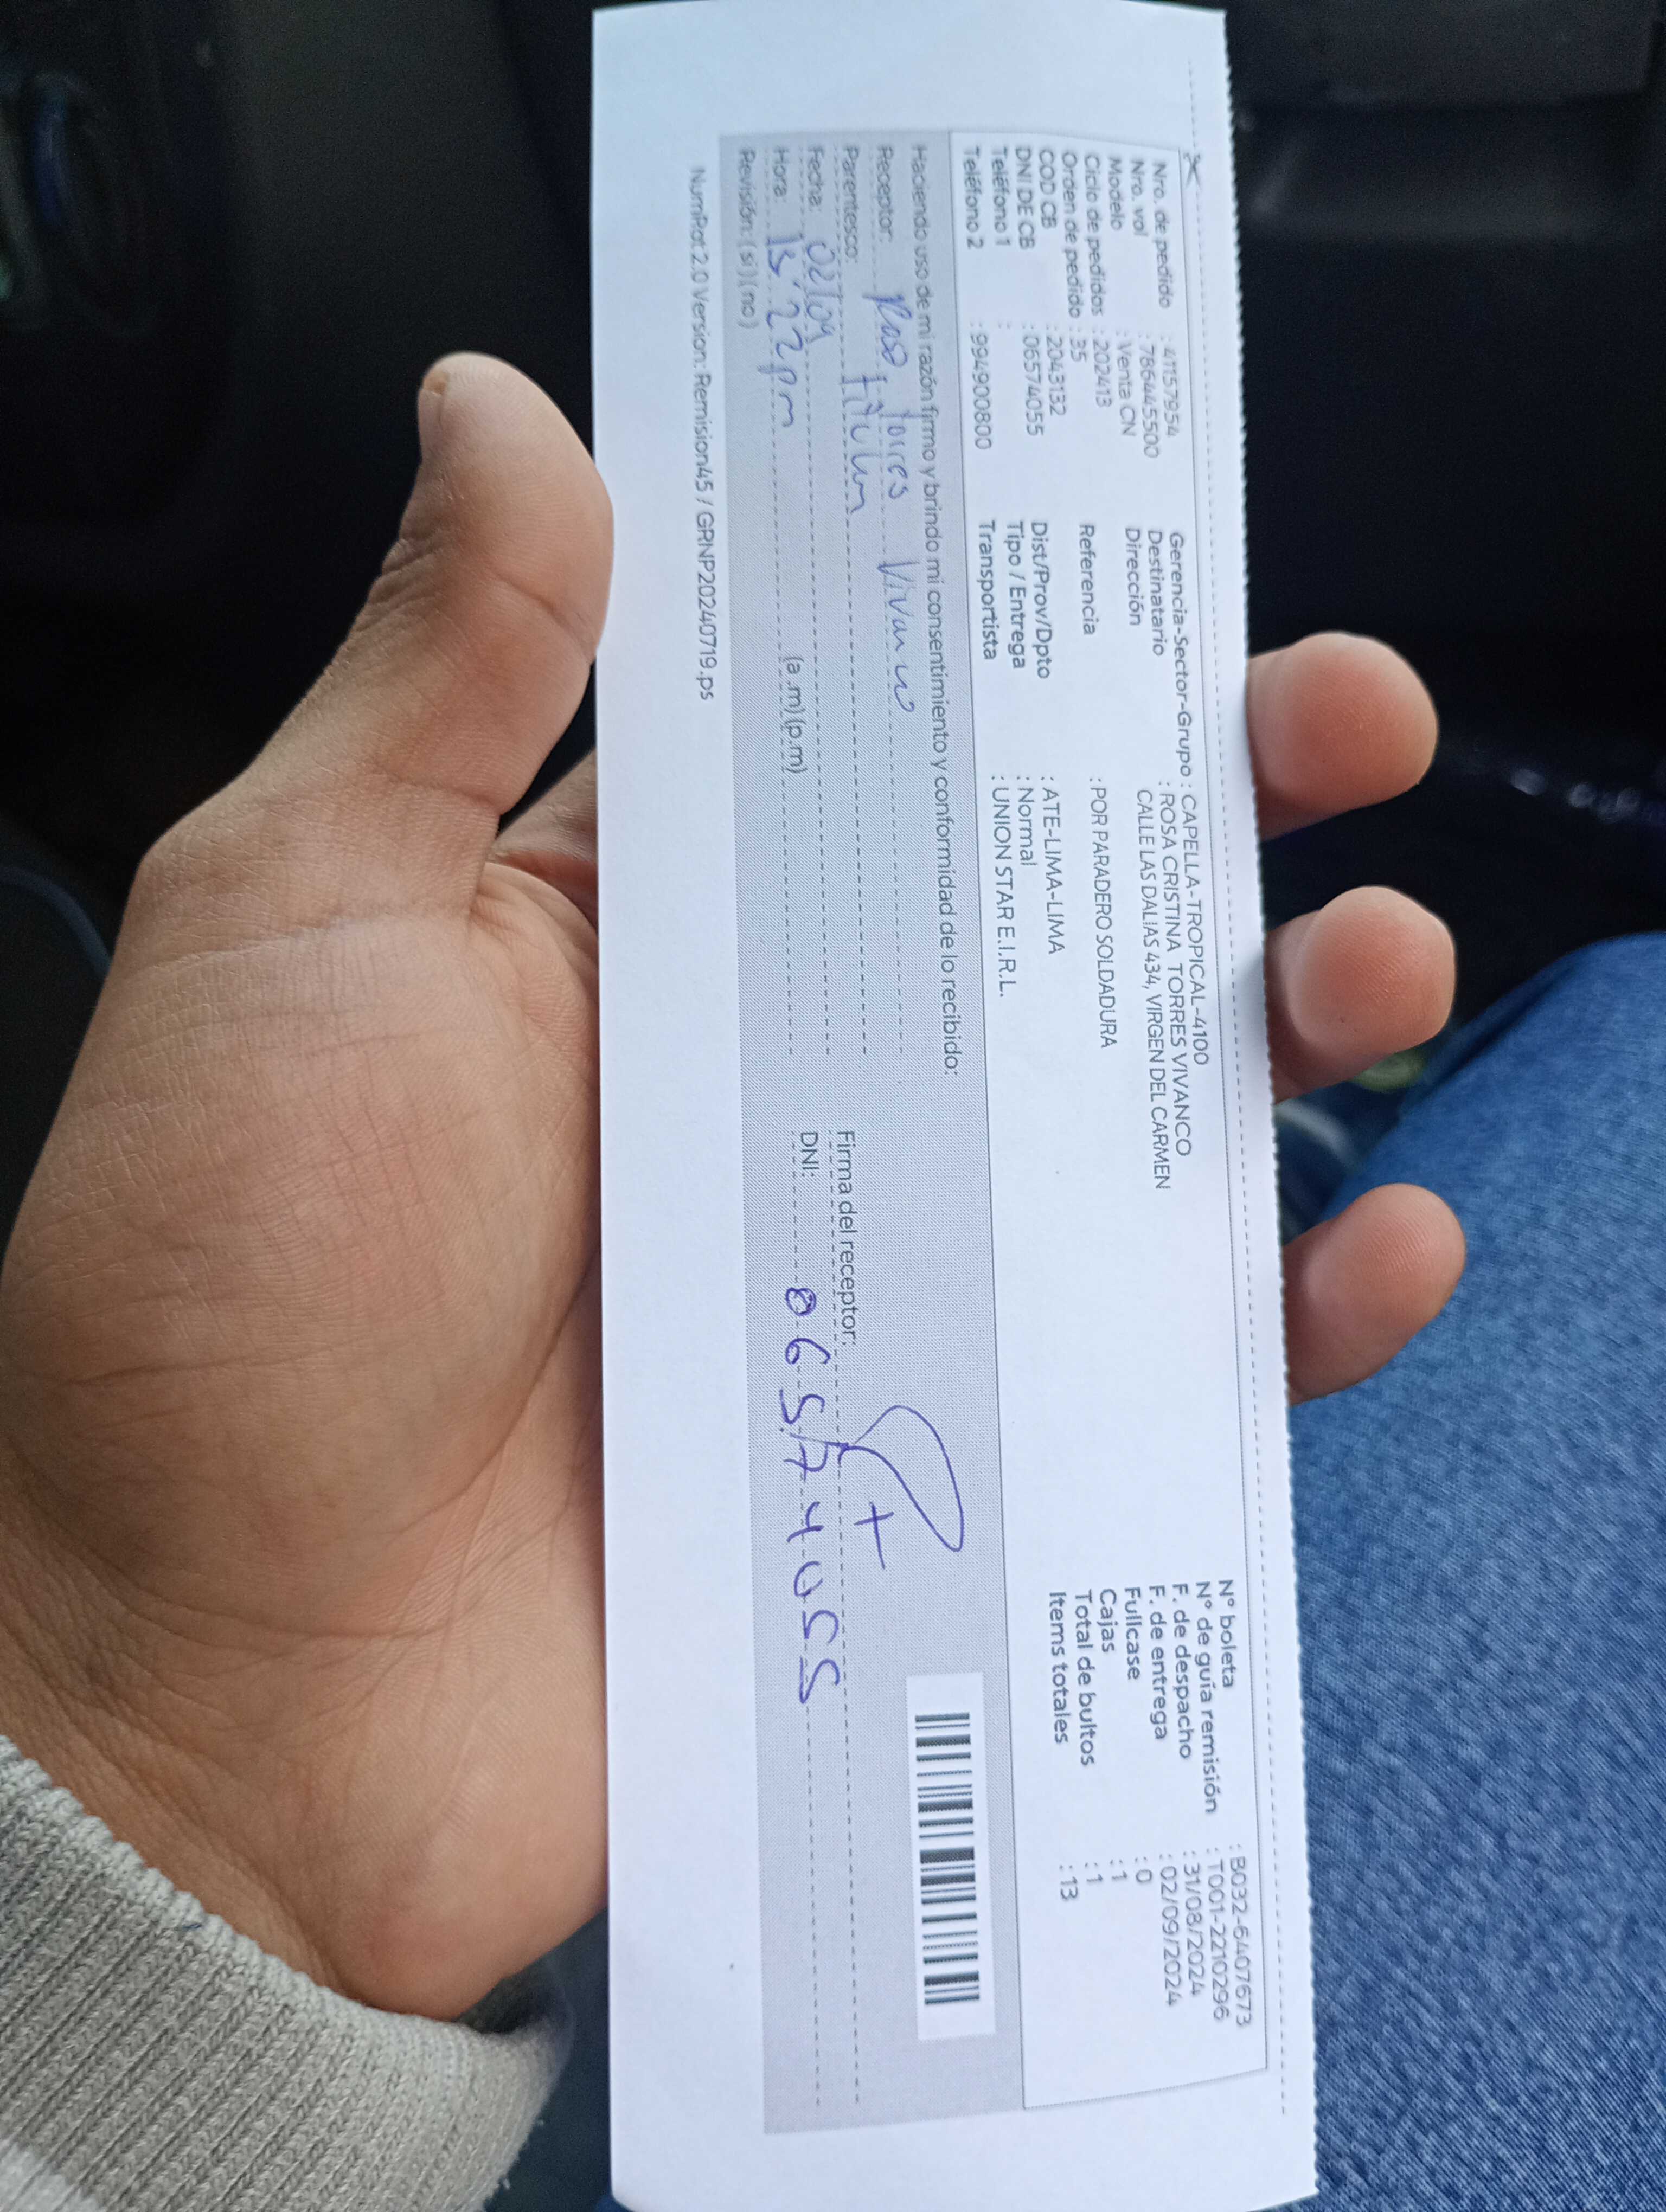 Nro. de pedido : 41157954
Nro. val : 786445500
Modelo : Venta CN
Ciclo de pedidos : 202413
Orden de pedido : 35
COD CB : 2043132
DNI DE CB : 06574055
Teléfono 1 :
Teléfono 2 : 994900800
Gerencia-Sector-Grupo : CAPELLA-TROPICAL-4100
Destinatario : ROSA CRISTINA TORRES VIVANCO
Dirección CALLE LAS DALIAS 434, VIRGEN DEL CARMEN
Referencia : POR PARADERO SOLDADURA
Dist/Prov/Dpto : ATE-LIMA-LIMA
Tipo / Entrega : Normal
Transportista : UNION STAR E.I.R.L.
N° boleta : B032-6407673
N° de guía remisión : T001-2210296
F. de despacho : 31/08/2024
F. de entrega : 02/09/2024
Fullcase : 0
Cajas : 1
Total de bultos : 1
Items totales : 13
Haciendo uso de mi razón firmo y brindo mi consentimiento y conformidad de lo recibido:
Receptor: Rosa Torres Vivanco
Parentesco: titular
Fecha: 02/09
Hora: 13:22 pm (a.m)(p.m)
Revisión: (si)(no)
Firma del receptor:
DNI: 06574055
NumPat 2.0 Version: Remision45 / GRNP20240719.ps